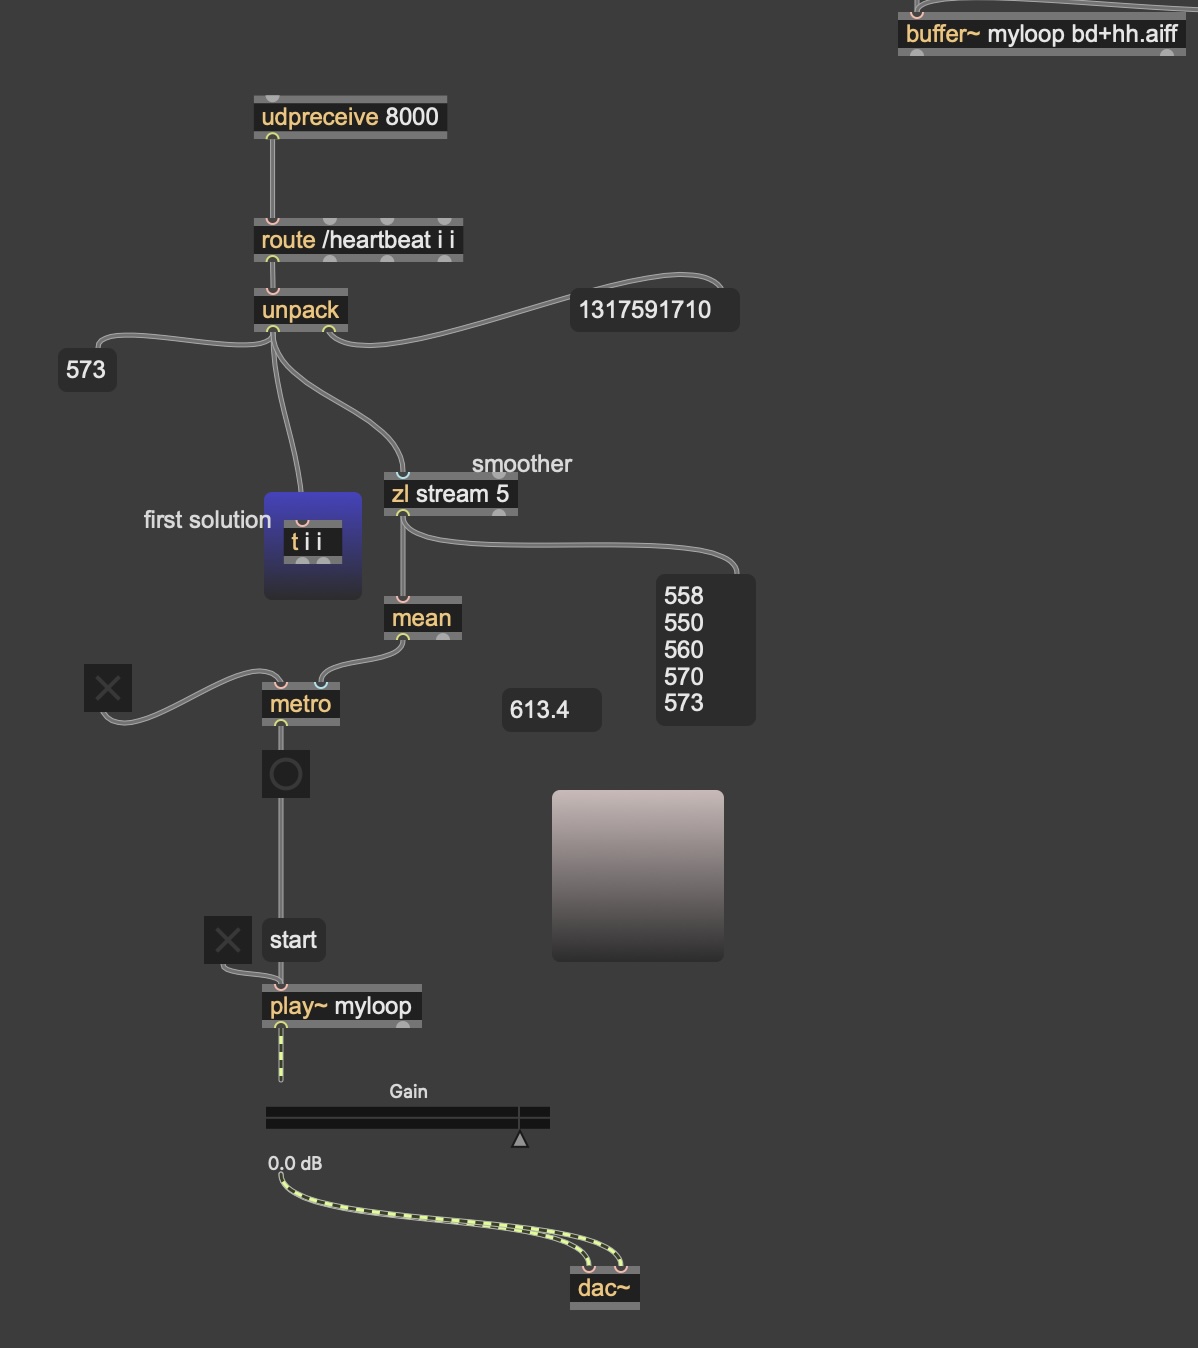 buffer~ myloop bd+hh.aiff
udpreceive 8000
route /heartbeat i i
unpack
1317591710
573
smoother
zl stream 5
first solution
t i i
558
550
560
570
573
mean
metro
613.4
start
play~ myloop
Gain
0.0 dB
dac~